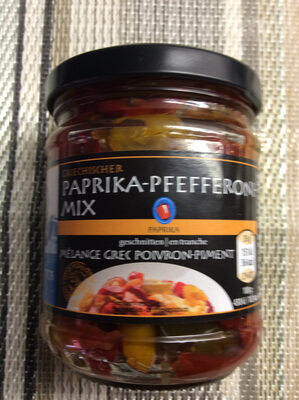 GRIECHISCHER
PAPRIKA-PFEFFERONI-
MIX
PAPRIKA
geschnitten|en tranche
MÉLANGE GREC POIVRON-PIMENT